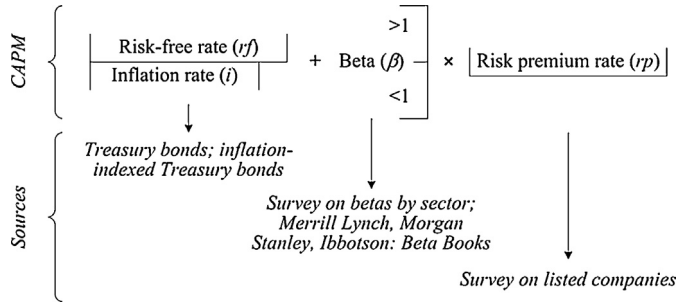 CAPM
Risk-free rate (rf)
Inflation rate (i)
+
Beta (β)
>1
<1
×
Risk premium rate (rp)
Sources
Treasury bonds; inflation-
indexed Treasury bonds
Survey on betas by sector;
Merrill Lynch, Morgan
Stanley, Ibbotson: Beta Books
Survey on listed companies